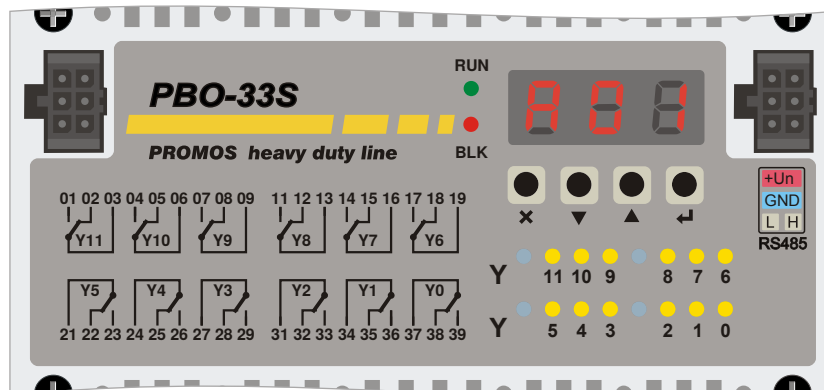 RUN
PBO-33S
A01
BLK
PROMOS heavy duty line
+Un
GND
L H
RS485
01 02 03 04 05 06 07 08 09 11 12 13 14 15 16 17 18 19
Y11 Y10 Y9 Y8 Y7 Y6
Y 11 10 9 8 7 6
Y5 Y4 Y3 Y2 Y1 Y0
Y 5 4 3 2 1 0
21 22 23 24 25 26 27 28 29 31 32 33 34 35 36 37 38 39